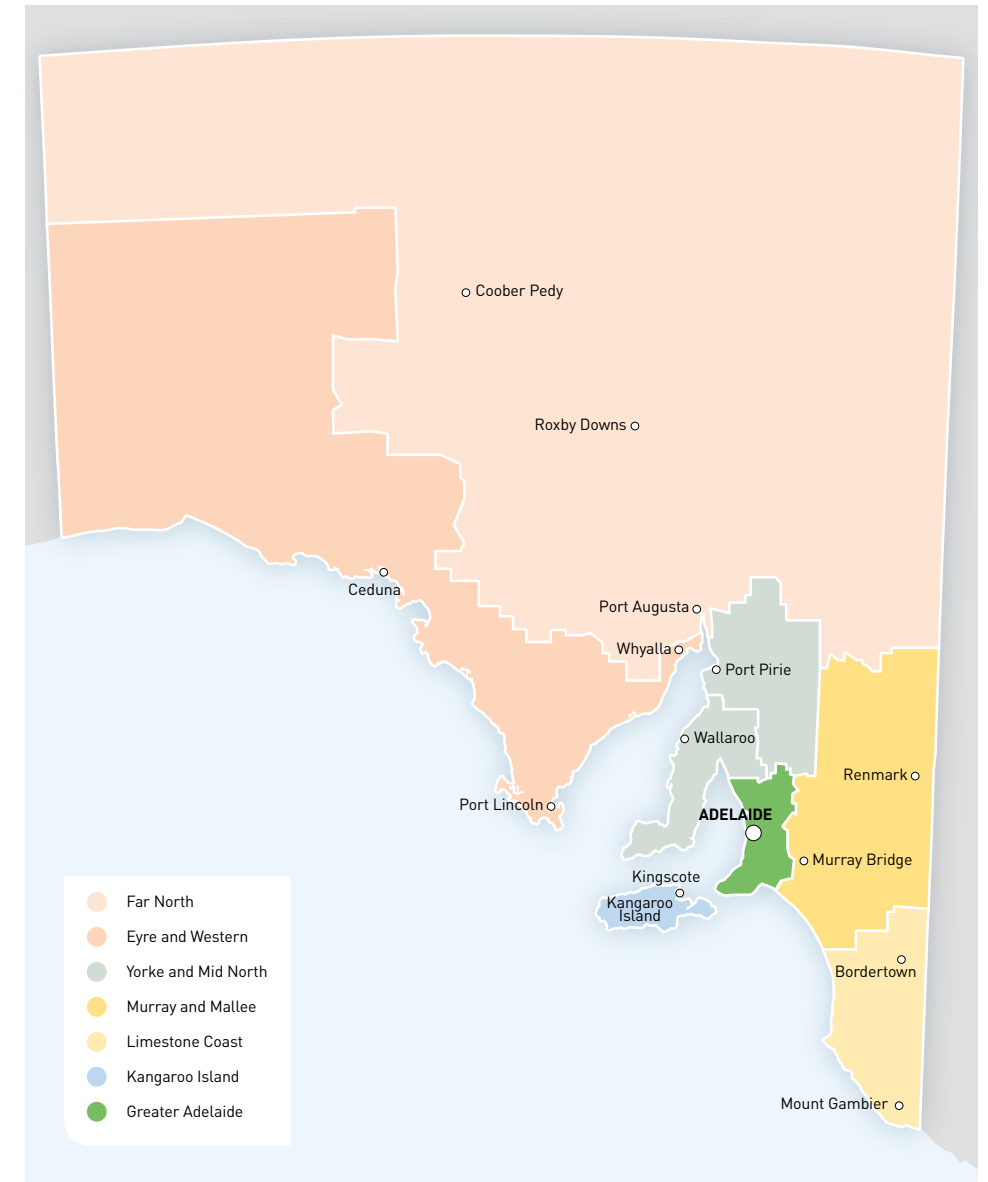 Coober Pedy
Roxby Downs
Ceduna
Port Augusta
Whyalla
Port Pirie
Wallaroo
Renmark
Port Lincoln
ADELAIDE
Murray Bridge
Kingscote
Kangaroo
Island
Bordertown
Mount Gambier
Far North
Eyre and Western
Yorke and Mid North
Murray and Mallee
Limestone Coast
Kangaroo Island
Greater Adelaide